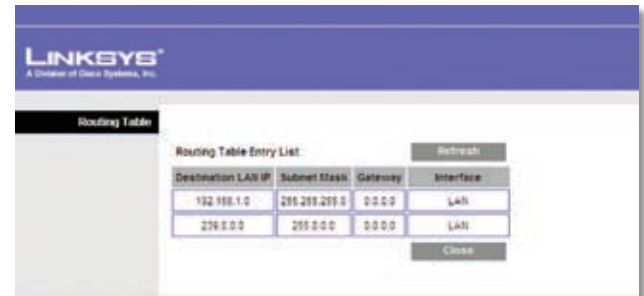 LINKSYS®
A Division of Cisco Systems, Inc.
Routing Table
Routing Table Entry List
Refresh
Destination LAN IP Subnet Mask Gateway Interface
192.168.1.0 255.255.255.0 0.0.0.0 LAN
239.0.0.0 255.0.0.0 0.0.0.0 LAN
Close